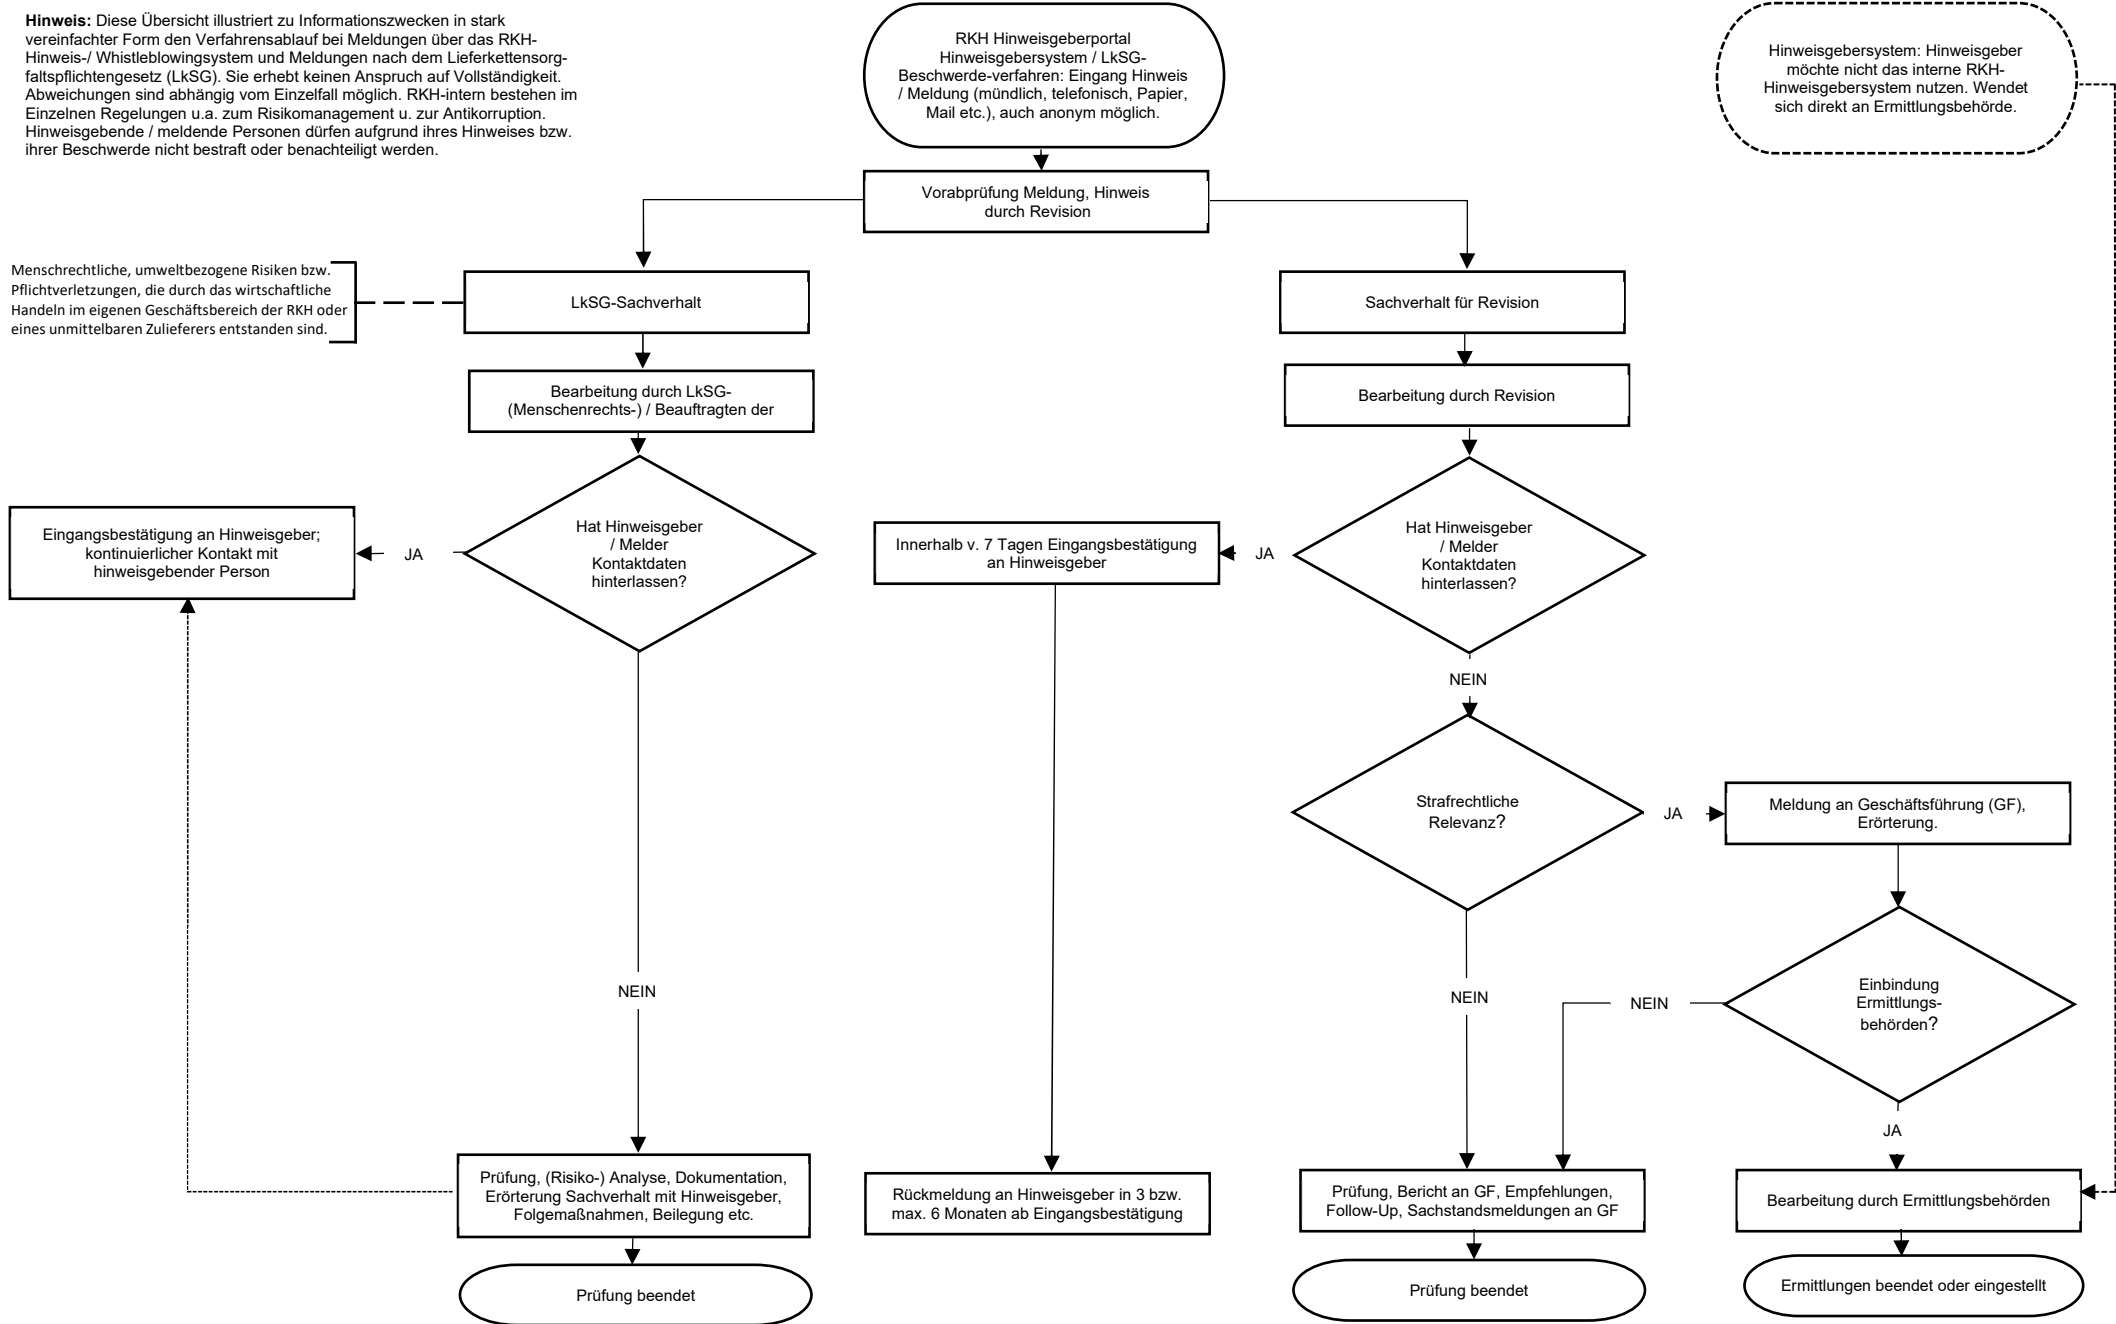 Hinweis: Diese Übersicht illustriert zu Informationszwecken in stark
vereinfachter Form den Verfahrensablauf bei Meldungen über das RKH-
Hinweis-/ Whistleblowingsystem und Meldungen nach dem Lieferkettensorg-
faltspflichtengesetz (LkSG). Sie erhebt keinen Anspruch auf Vollständigkeit.
Abweichungen sind abhängig vom Einzelfall möglich. RKH-intern bestehen im
Einzelnen Regelungen u.a. zum Risikomanagement u. zur Antikorruption.
Hinweisgebende / meldende Personen dürfen aufgrund ihres Hinweises bzw.
ihrer Beschwerde nicht bestraft oder benachteiligt werden.
RKH Hinweisgeberportal
Hinweisgebersystem / LkSG-
Beschwerde-verfahren: Eingang Hinweis
/ Meldung (mündlich, telefonisch, Papier,
Mail etc.), auch anonym möglich.
Hinweisgebersystem: Hinweisgeber
möchte nicht das interne RKH-
Hinweisgebersystem nutzen. Wendet
sich direkt an Ermittlungsbehörde.
Vorabprüfung Meldung, Hinweis
durch Revision
Menschrechtliche, umweltbezogene Risiken bzw.
Pflichtverletzungen, die durch das wirtschaftliche
Handeln im eigenen Geschäftsbereich der RKH oder
eines unmittelbaren Zulieferers entstanden sind.
LkSG-Sachverhalt
Sachverhalt für Revision
Bearbeitung durch LkSG-
(Menschenrechts-) / Beauftragten der
Bearbeitung durch Revision
Eingangsbestätigung an Hinweisgeber;
kontinuierlicher Kontakt mit
hinweisgebender Person
JA
Hat Hinweisgeber
/ Melder
Kontaktdaten
hinterlassen?
Innerhalb v. 7 Tagen Eingangsbestätigung
an Hinweisgeber
JA
Hat Hinweisgeber
/ Melder
Kontaktdaten
hinterlassen?
NEIN
Strafrechtliche
Relevanz?
JA
Meldung an Geschäftsführung (GF),
Erörterung.
NEIN
NEIN
NEIN
Einbindung
Ermittlungs-
behörden?
JA
Prüfung, (Risiko-) Analyse, Dokumentation,
Erörterung Sachverhalt mit Hinweisgeber,
Folgemaßnahmen, Beilegung etc.
Rückmeldung an Hinweisgeber in 3 bzw.
max. 6 Monaten ab Eingangsbestätigung
Prüfung, Bericht an GF, Empfehlungen,
Follow-Up, Sachstandsmeldungen an GF
Bearbeitung durch Ermittlungsbehörden
Prüfung beendet
Prüfung beendet
Ermittlungen beendet oder eingestellt